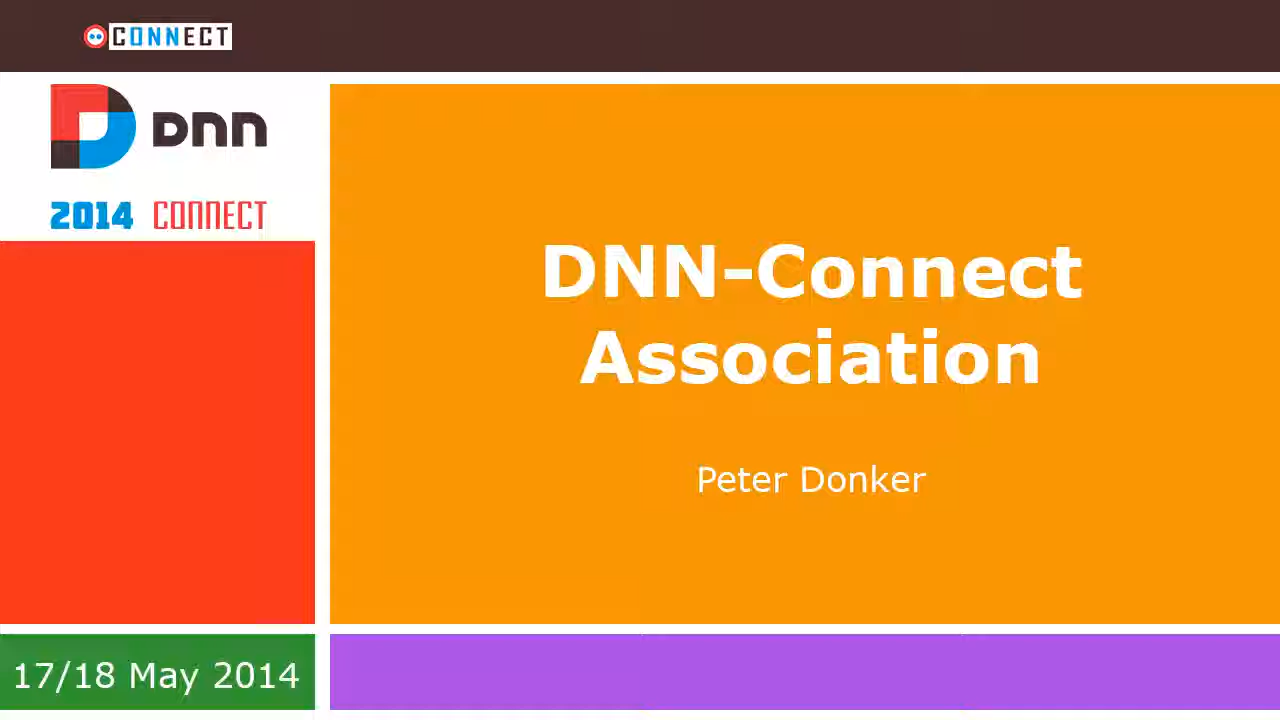 CONNECT
DNN
2014 CONNECT
DNN-Connect
Association
Peter Donker
17/18 May 2014